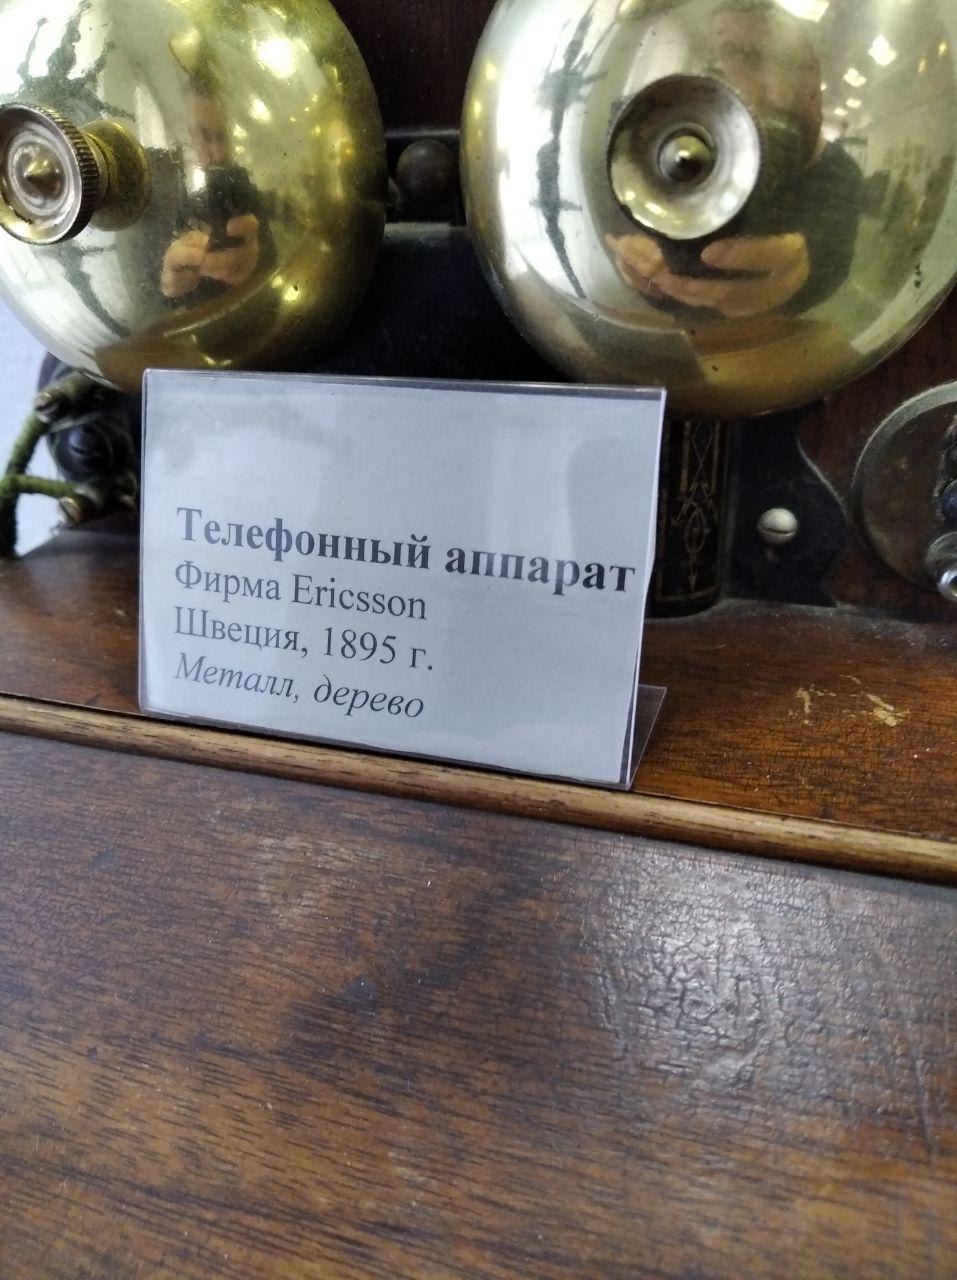 Телефонный аппарат
Фирма Ericsson
Швеция, 1895 г.
Металл, дерево